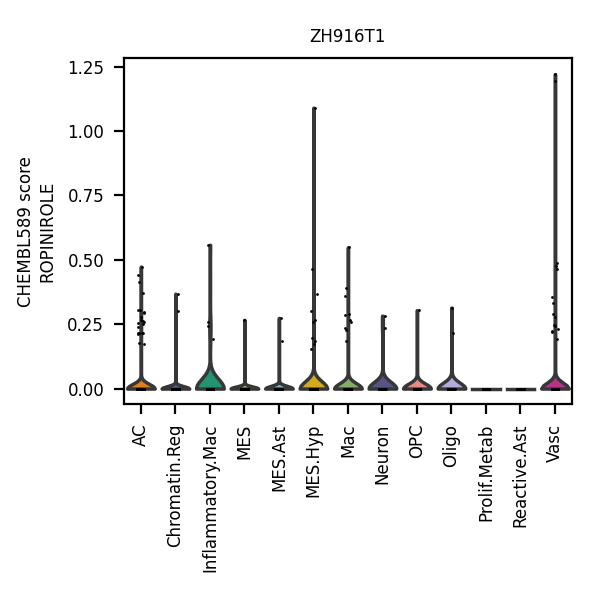 ZH916T1
CHEMBL589 score
ROPINIROLE
1.25
1.00
0.75
0.50
0.25
0.00
AC
Chromatin.Reg
Inflammatory.Mac
MES
MES.Ast
MES.Hyp
Mac
Neuron
OPC
Oligo
Prolif.Metab
Reactive.Ast
Vasc